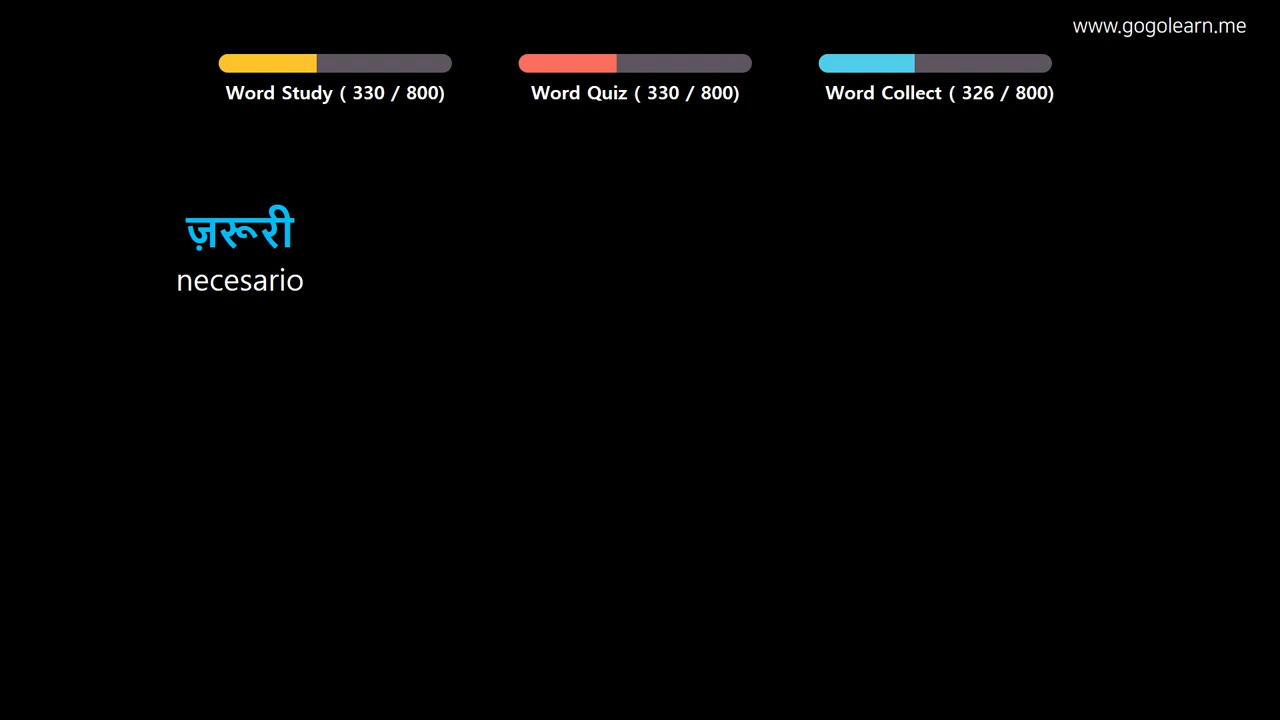 www.gogolearn.me
Word Study ( 330 / 800)
Word Quiz ( 330 / 800)
Word Collect ( 326 / 800)
ज़रूरी
necesario